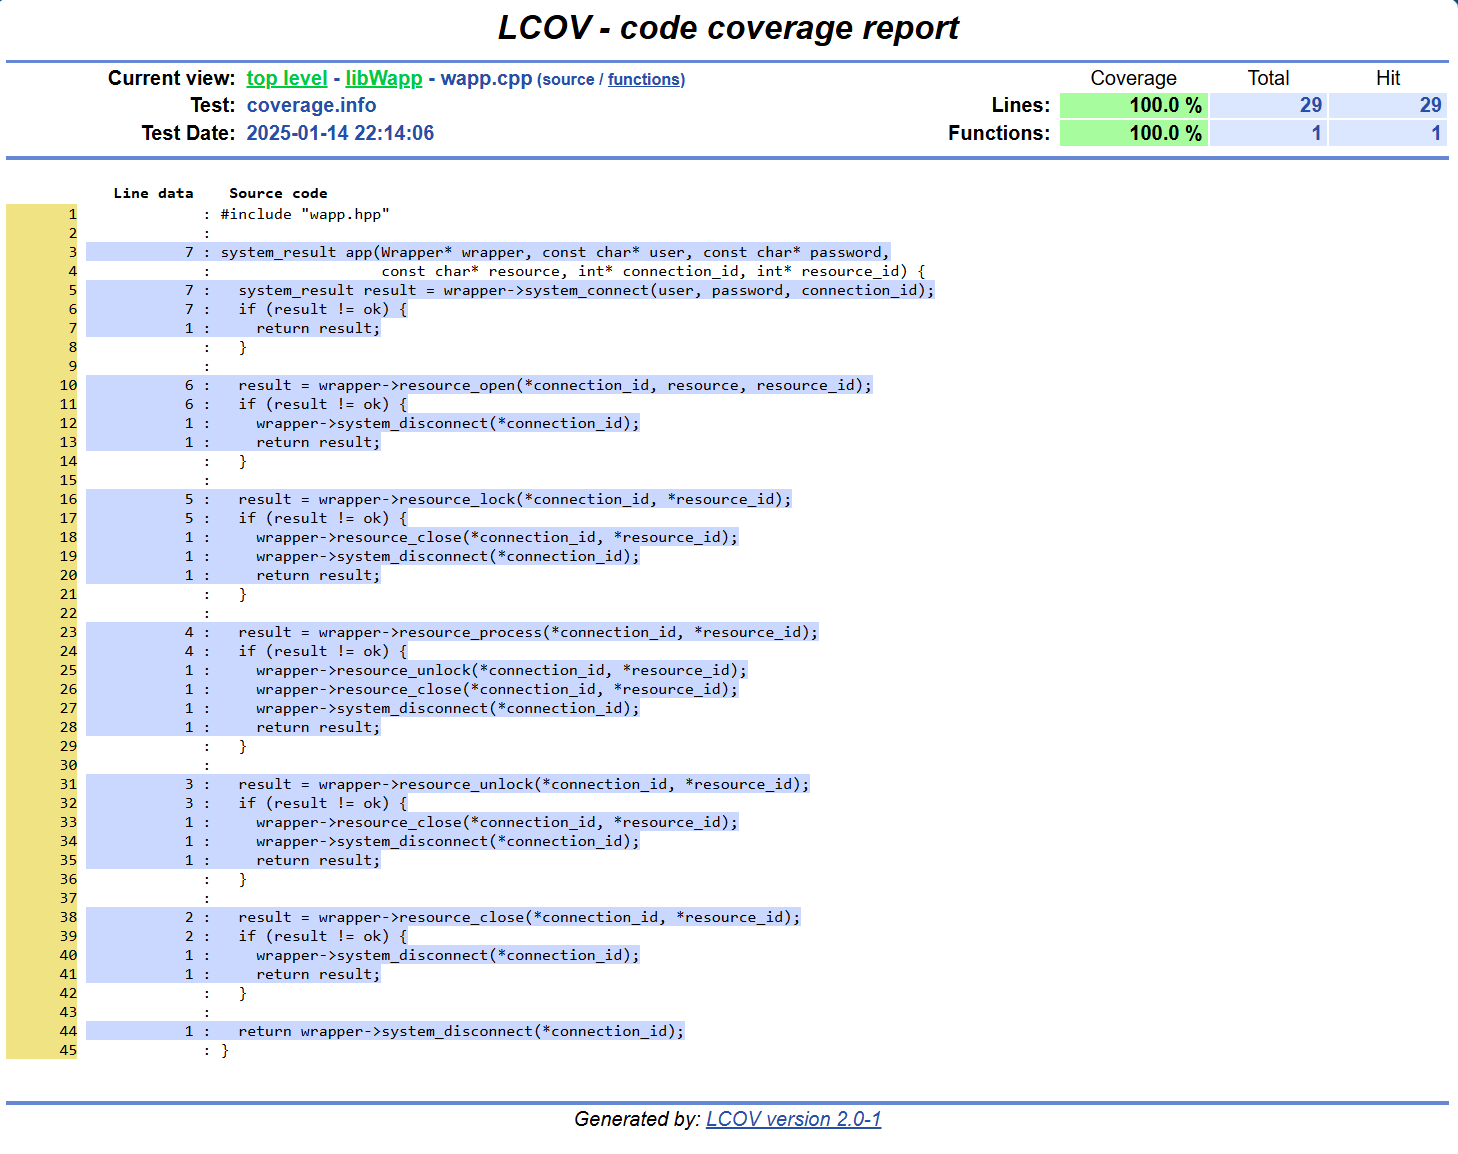 LCOV - code coverage report
Current view: top level - libWapp - wapp.cpp (source / functions) Coverage Total Hit
Test: coverage.info Lines: 100.0 % 29 29
Test Date: 2025-01-14 22:14:06 Functions: 100.0 % 1 1
Line data Source code
1 : #include "wapp.hpp"
2 :
3 7 : system_result app(Wrapper* wrapper, const char* user, const char* password,
4 : const char* resource, int* connection_id, int* resource_id) {
5 7 : system_result result = wrapper->system_connect(user, password, connection_id);
6 7 : if (result != ok) {
7 1 : return result;
8 : }
9 :
10 6 : result = wrapper->resource_open(*connection_id, resource, resource_id);
11 6 : if (result != ok) {
12 1 : wrapper->system_disconnect(*connection_id);
13 1 : return result;
14 : }
15 :
16 5 : result = wrapper->resource_lock(*connection_id, *resource_id);
17 5 : if (result != ok) {
18 1 : wrapper->resource_close(*connection_id, *resource_id);
19 1 : wrapper->system_disconnect(*connection_id);
20 1 : return result;
21 : }
22 :
23 4 : result = wrapper->resource_process(*connection_id, *resource_id);
24 4 : if (result != ok) {
25 1 : wrapper->resource_unlock(*connection_id, *resource_id);
26 1 : wrapper->resource_close(*connection_id, *resource_id);
27 1 : wrapper->system_disconnect(*connection_id);
28 1 : return result;
29 : }
30 :
31 3 : result = wrapper->resource_unlock(*connection_id, *resource_id);
32 3 : if (result != ok) {
33 1 : wrapper->resource_close(*connection_id, *resource_id);
34 1 : wrapper->system_disconnect(*connection_id);
35 1 : return result;
36 : }
37 :
38 2 : result = wrapper->resource_close(*connection_id, *resource_id);
39 2 : if (result != ok) {
40 1 : wrapper->system_disconnect(*connection_id);
41 1 : return result;
42 : }
43 :
44 1 : return wrapper->system_disconnect(*connection_id);
45 : }
Generated by: LCOV version 2.0-1